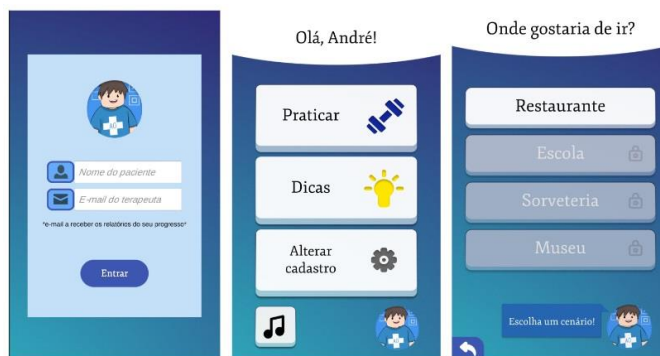 Nome do paciente
E-mail do terapeuta
*e-mail a receber os relatórios do seu progresso*
Entrar
Olá, André!
Praticar
Dicas
Alterar
cadastro
Onde gostaria de ir?
Restaurante
Escola
Sorveteria
Museu
Escolha um cenário!